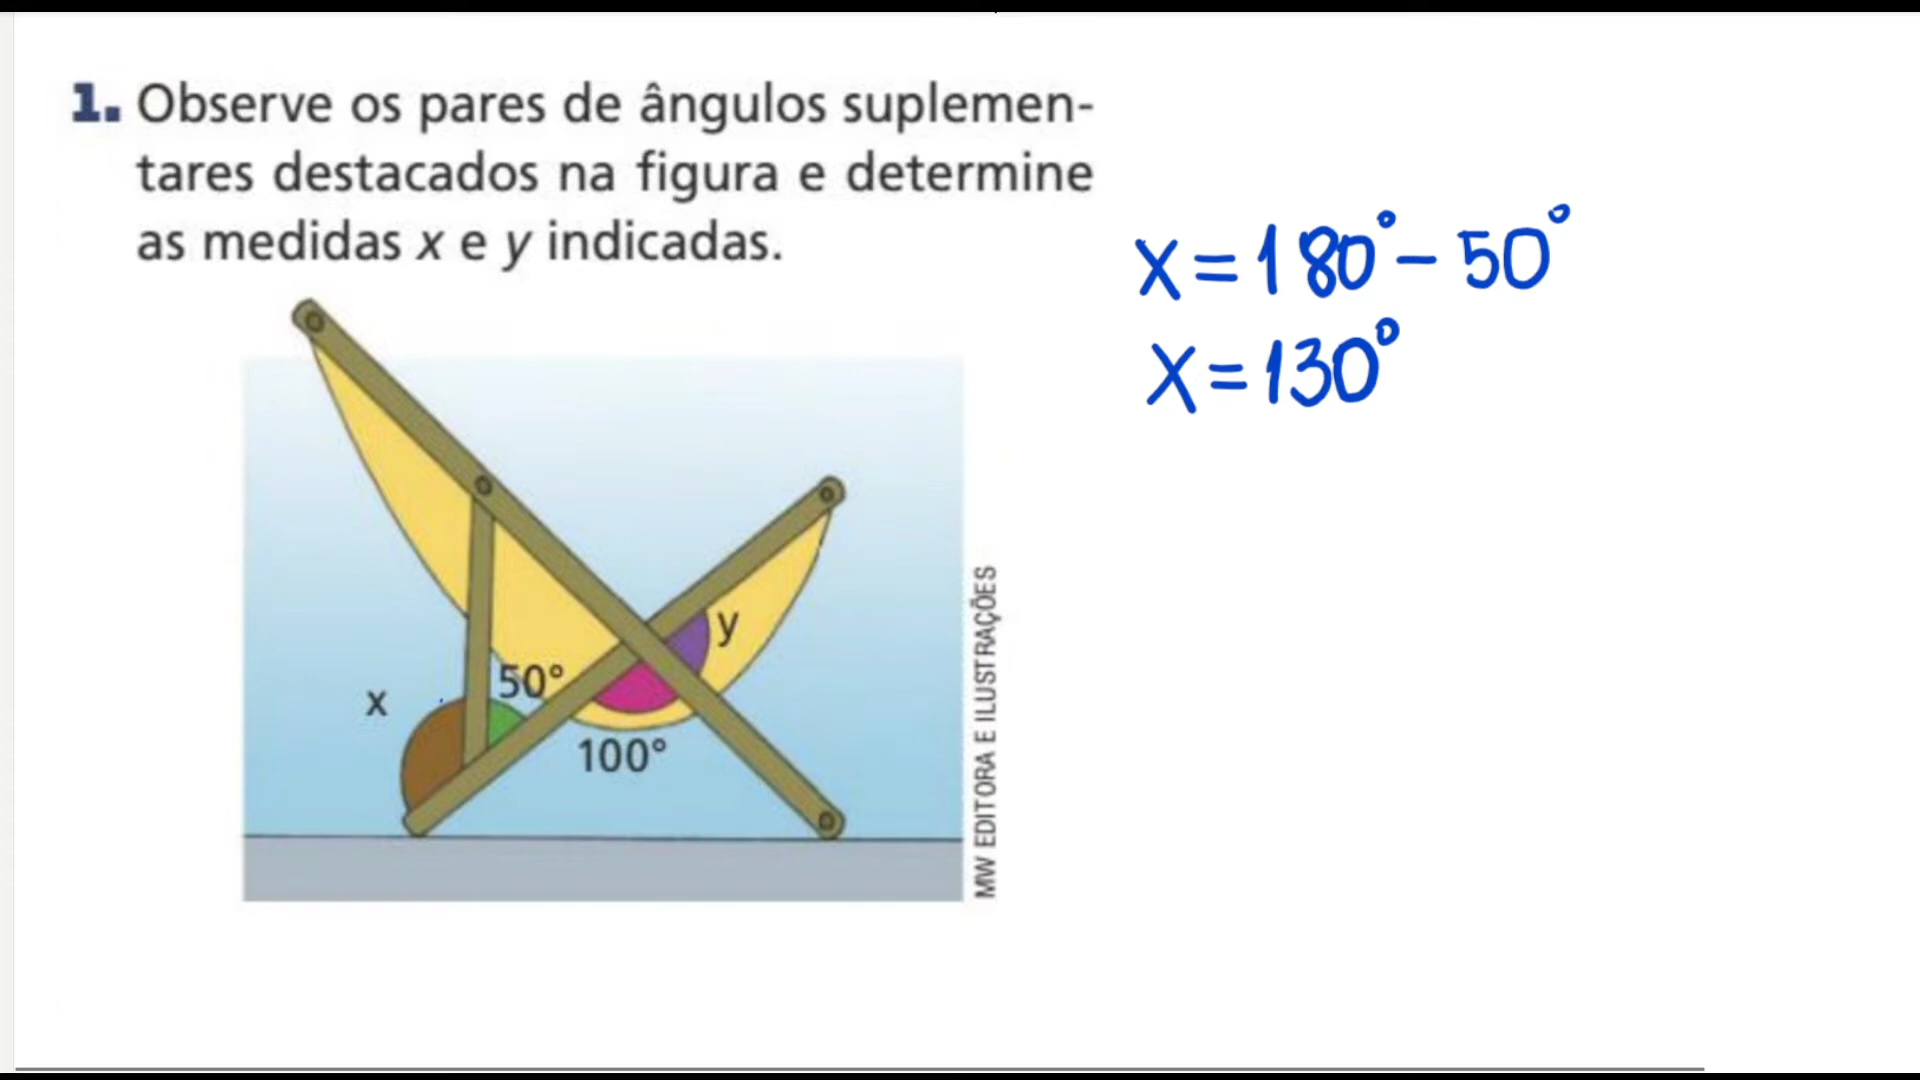 1. Observe os pares de ângulos suplemen-
tares destacados na figura e determine
as medidas x e y indicadas.
x = 180° - 50°
x = 130°
y
50°
x
100°
MW EDITORA E ILUSTRAÇÕES